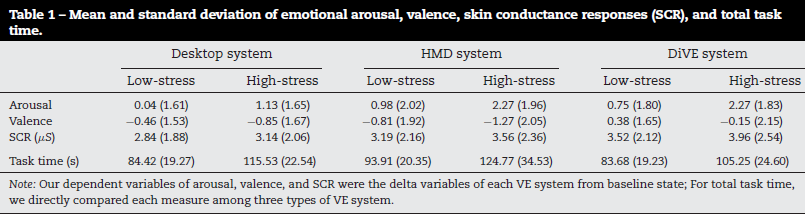 Table 1 – Mean and standard deviation of emotional arousal, valence, skin conductance responses (SCR), and total task
time.
Desktop system HMD system DiVE system
Low-stress High-stress Low-stress High-stress Low-stress High-stress
Arousal 0.04 (1.61) 1.13 (1.65) 0.98 (2.02) 2.27 (1.96) 0.75 (1.80) 2.27 (1.83)
Valence −0.46 (1.53) −0.85 (1.67) −0.81 (1.92) −1.27 (2.05) 0.38 (1.65) −0.15 (2.15)
SCR (μS) 2.84 (1.88) 3.14 (2.06) 3.19 (2.16) 3.56 (2.36) 3.52 (2.12) 3.96 (2.54)
Task time (s) 84.42 (19.27) 115.53 (22.54) 93.91 (20.35) 124.77 (34.53) 83.68 (19.23) 105.25 (24.60)
Note: Our dependent variables of arousal, valence, and SCR were the delta variables of each VE system from baseline state; For total task time,
we directly compared each measure among three types of VE system.